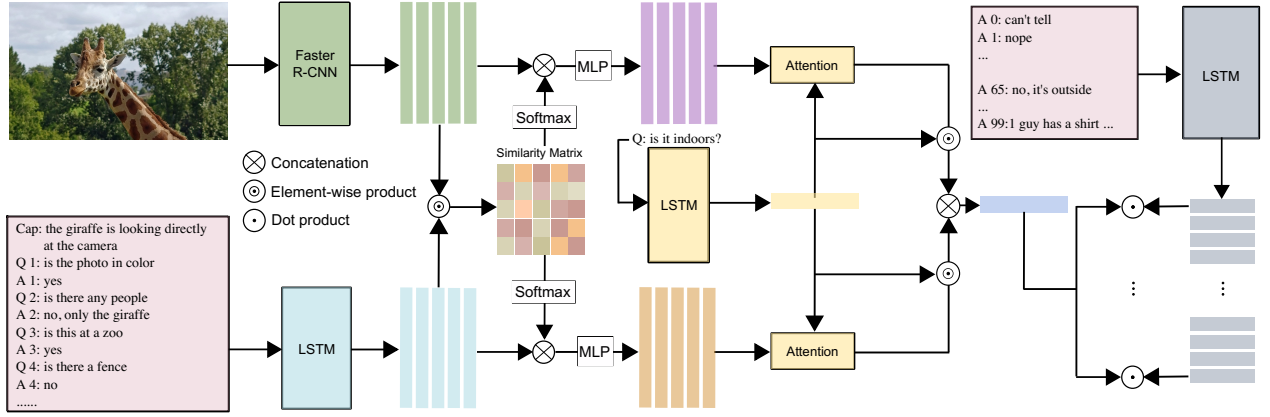 Faster
R-CNN
MLP
Attention
A 0: can't tell
A 1: nope
...
A 65: no, it's outside
...
A 99:1 guy has a shirt ...
LSTM
Softmax
Similarity Matrix
Q: is it indoors?
LSTM
Concatenation
Element-wise product
Dot product
Cap: the giraffe is looking directly
at the camera
Q 1: is the photo in color
A 1: yes
Q 2: is there any people
A 2: no, only the giraffe
Q 3: is this at a zoo
A 3: yes
Q 4: is there a fence
A 4: no
......
LSTM
Softmax
MLP
Attention